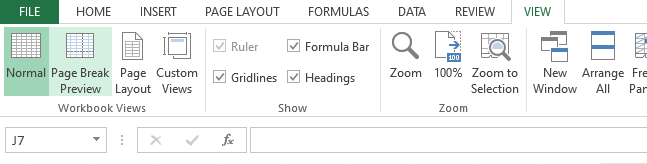 FILE HOME INSERT PAGE LAYOUT FORMULAS DATA REVIEW VIEW
Normal Page Break Preview Page Layout Custom Views
Ruler Formula Bar
Gridlines Headings
Zoom 100% Zoom to Selection
New Window Arrange All
Workbook Views Show Zoom
J7 fx